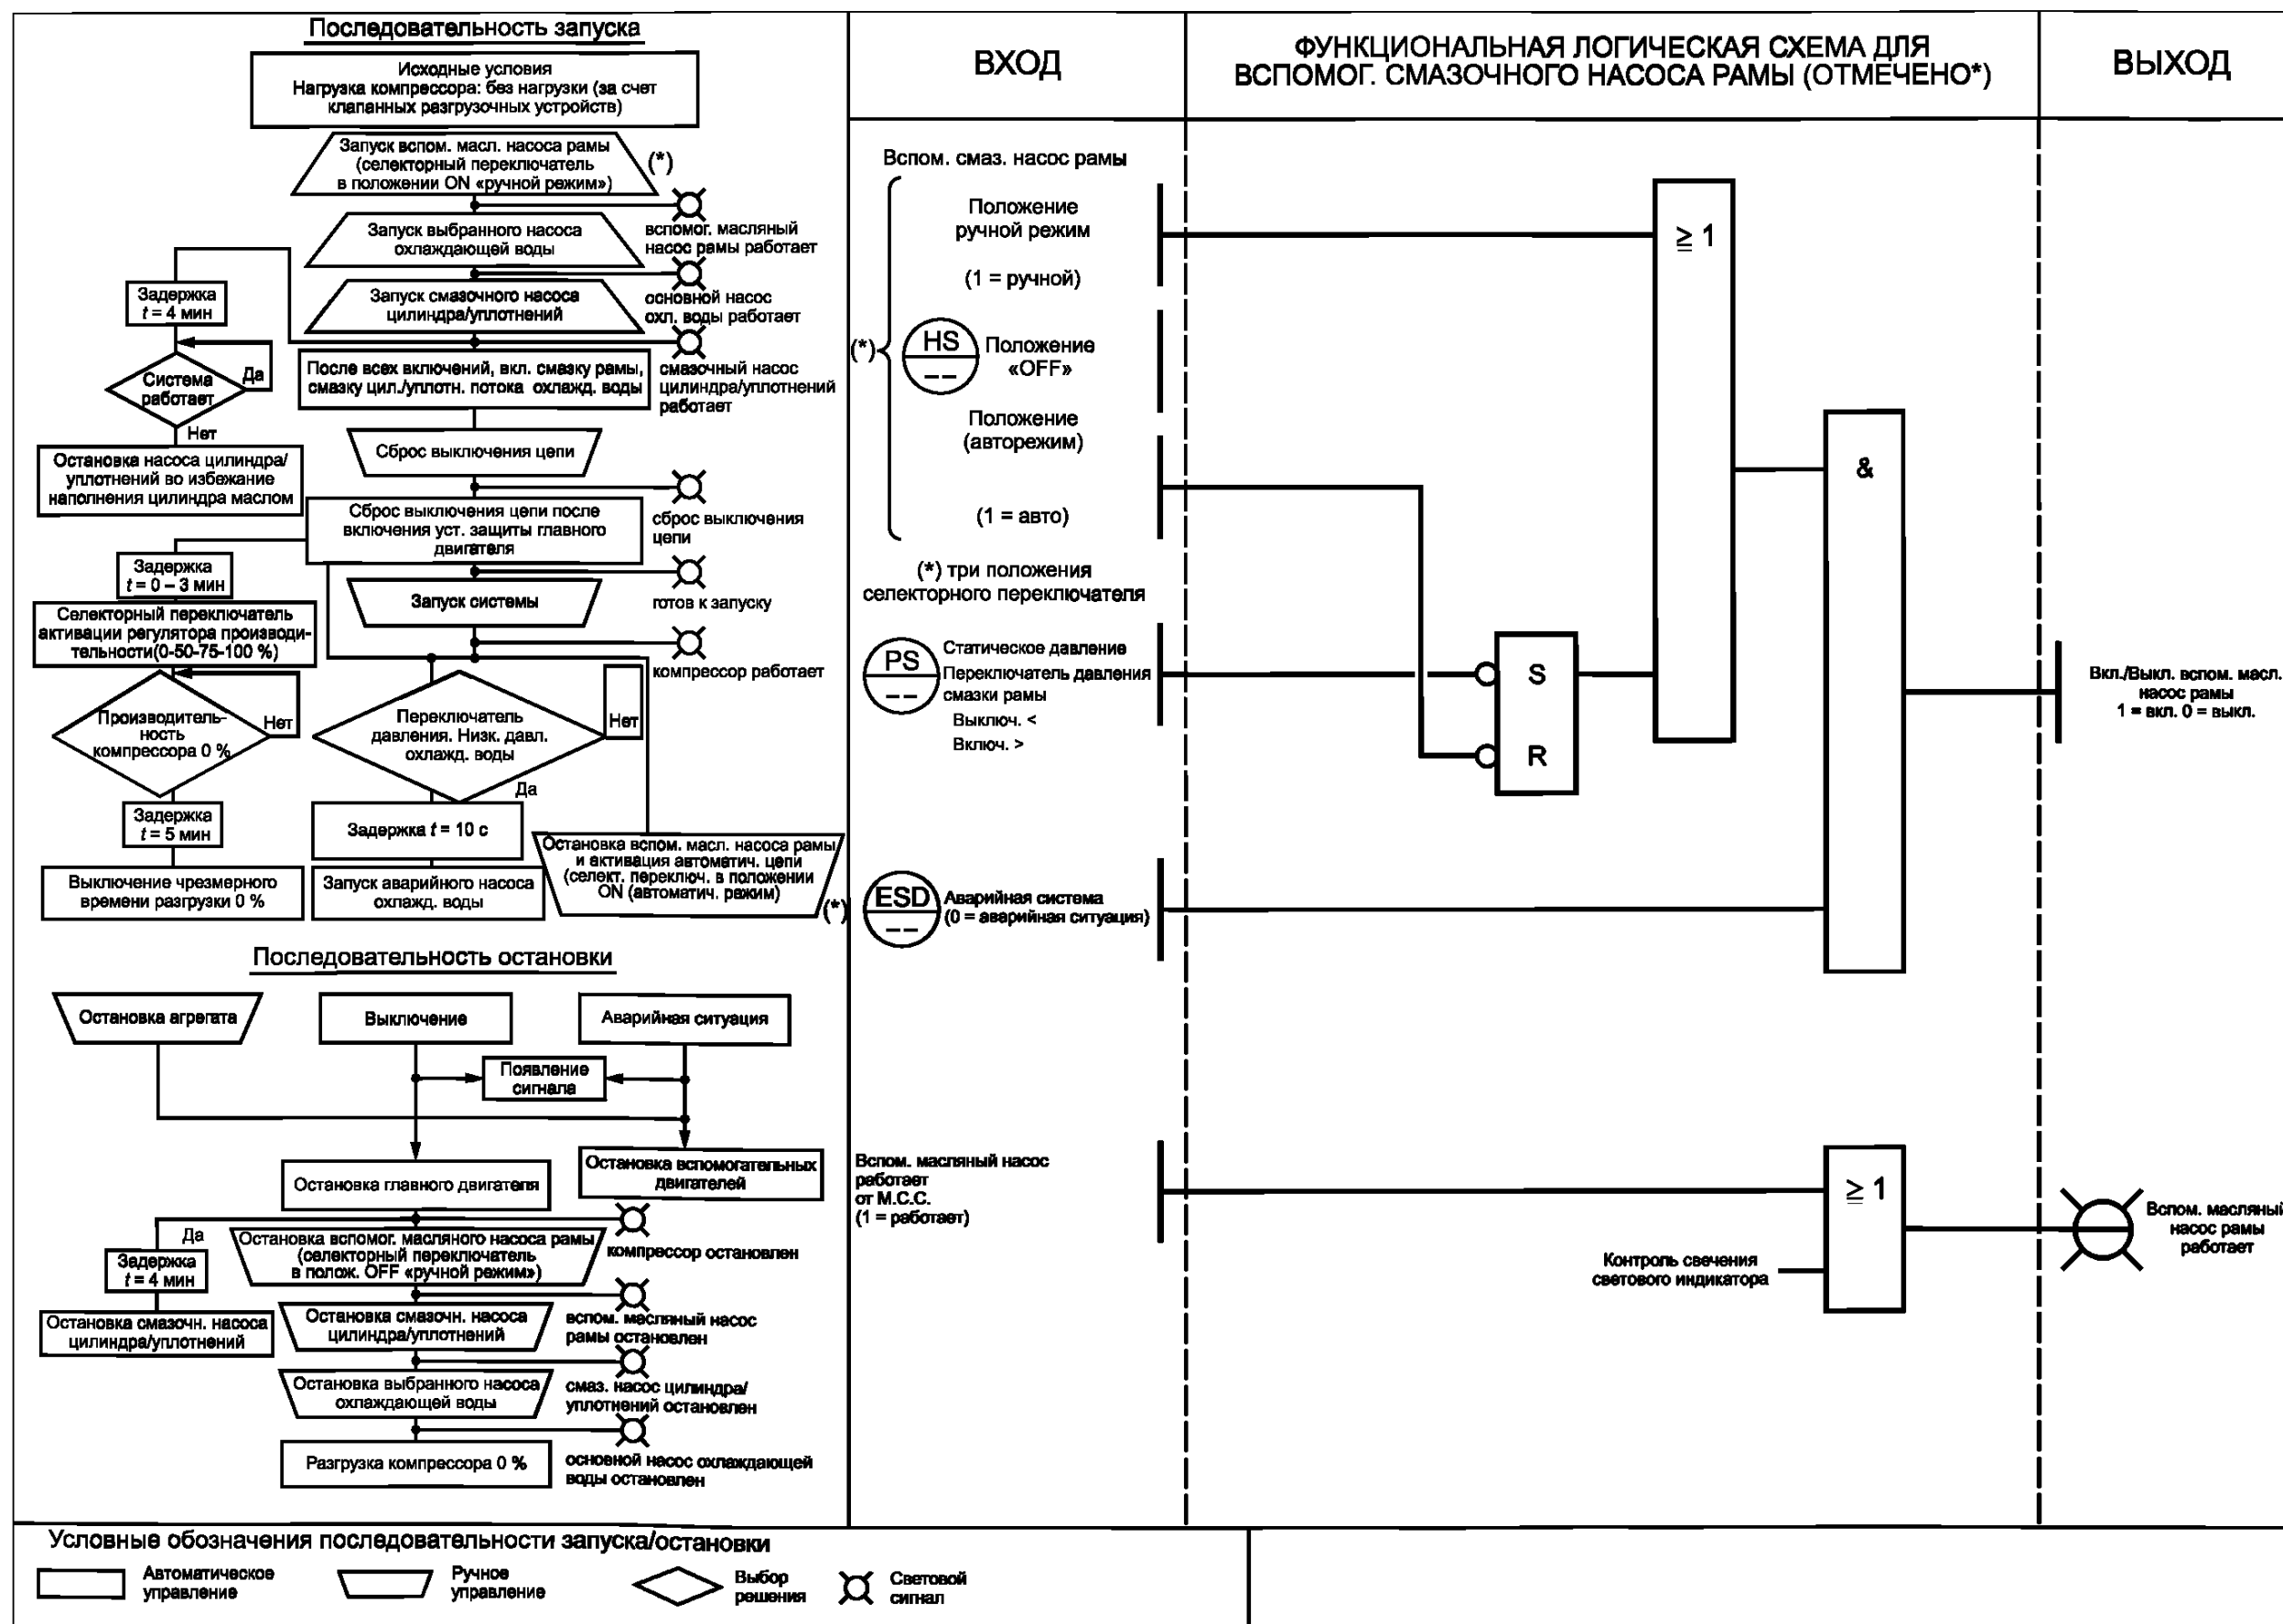 Последовательность запуска
Исходные условия
Нагрузка компрессора: без нагрузки (за счет
клапанных разгрузочных устройств)
Запуск вспом. масл. насоса рамы
(селекторный переключатель
в положении ON «ручной режим»)
(*)
вспомог. масляный
насос рамы работает
Запуск выбранного насоса
охлаждающей воды
основной насос
охл. воды работает
Запуск смазочного насоса
цилиндра/уплотнений
смазочный насос
цилиндра/уплотнений
работает
Задержка
t = 4 мин
Система
работает
Да
Нет
Остановка насоса цилиндра/
уплотнений во избежание
наполнения цилиндра маслом
После всех включений, вкл. смазку рамы,
смазку цил./уплотн. потока охлажд. воды
Сброс выключения цепи
сброс выключения
цепи
Сброс выключения цепи после
включения уст. защиты главного
двигателя
готов к запуску
Задержка
t = 0 – 3 мин
Селекторный переключатель
активации регулятора производи-
тельности(0-50-75-100 %)
Запуск системы
компрессор работает
Производитель-
ность
компрессора 0 %
Нет
Переключатель
давления. Низк. давл.
охлажд. воды
Нет
Да
Задержка
t = 5 мин
Выключение чрезмерного
времени разгрузки 0 %
Задержка t = 10 с
Запуск аварийного насоса
охлажд. воды
Остановка вспом. масл. насоса рамы
и активация автоматич. цепи
(селект. переключ. в положении
ON (автоматич. режим)
(*)
Последовательность остановки
Остановка агрегата
Выключение
Аварийная ситуация
Появление
сигнала
Остановка главного двигателя
Остановка вспомогательных
двигателей
Да
Задержка
t = 4 мин
Остановка смазочн. насоса
цилиндра/уплотнений
компрессор остановлен
Остановка вспомог. масляного насоса рамы
(селекторный переключатель
в полож. OFF «ручной режим»)
вспом. масляный насос
рамы остановлен
Остановка смазочн. насоса
цилиндра/уплотнений
смаз. насос цилиндра/
уплотнений остановлен
Остановка выбранного насоса
охлаждающей воды
основной насос охлаждающей
воды остановлен
Разгрузка компрессора 0 %
Условные обозначения последовательности запуска/остановки
Автоматическое
управление
Ручное
управление
Выбор
решения
Световой
сигнал
ВХОД
Вспом. смаз. насос рамы
Положение
ручной режим
(1 = ручной)
(*)
HS
– –
Положение
«OFF»
Положение
(авторежим)
(1 = авто)
(*) три положения
селекторного переключателя
PS
– –
Статическое давление
Переключатель давления
смазки рамы
Выключ. <
Включ. >
ESD
– –
Аварийная система
(0 = аварийная ситуация)
Вспом. масляный насос
работает
от М.С.С.
(1 = работает)
ФУНКЦИОНАЛЬНАЯ ЛОГИЧЕСКАЯ СХЕМА ДЛЯ
ВСПОМОГ. СМАЗОЧНОГО НАСОСА РАМЫ (ОТМЕЧЕНО*)
≥ 1
&
S
R
≥ 1
Контроль свечения
светового индикатора
ВЫХОД
Вкл./Выкл. вспом. масл.
насос рамы
1 = вкл. 0 = выкл.
Вспом. масляный
насос рамы
работает